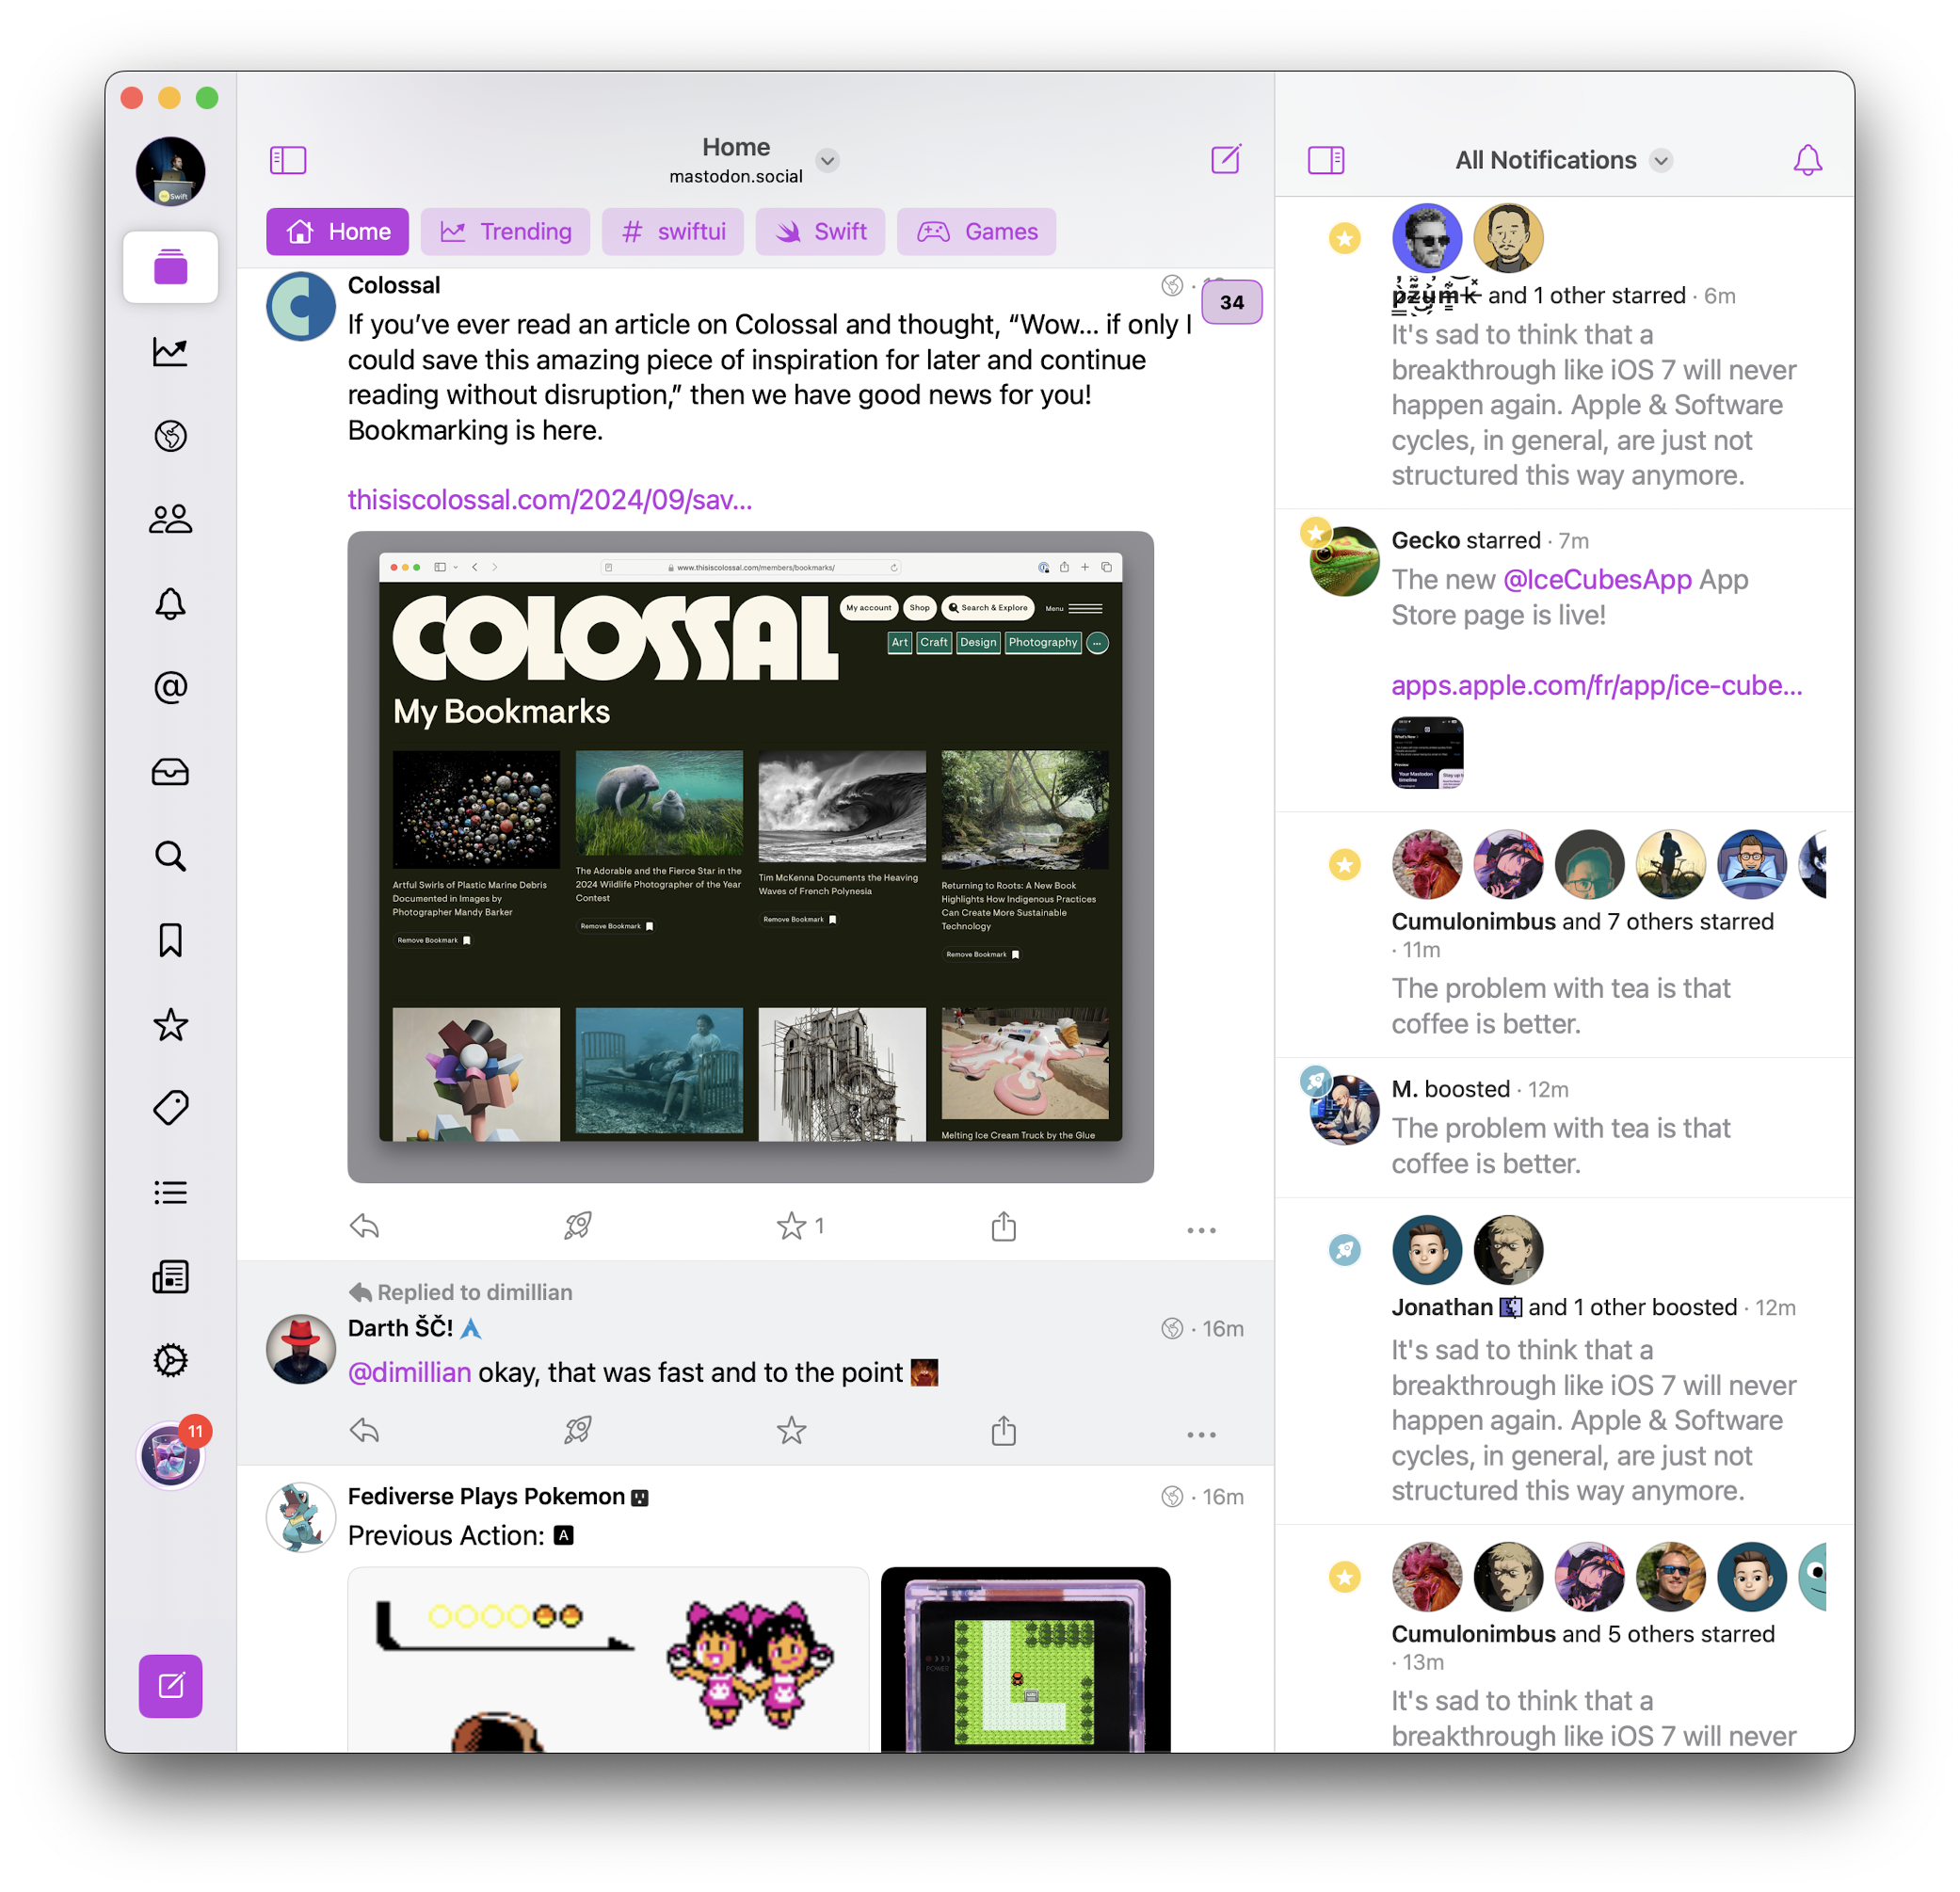 Home
mastodon.social
Home
Trending
# swiftui
Swift
Games
Colossal
34
If you’ve ever read an article on Colossal and thought, “Wow... if only I
could save this amazing piece of inspiration for later and continue
reading without disruption,” then we have good news for you!
Bookmarking is here.
thisiscolossal.com/2024/09/sav...
www.thisiscolossal.com/members/bookmarks/
COLOSSAL
My account
Shop
Search & Explore
Menu
Art
Craft
Design
Photography
My Bookmarks
Artful Swirls of Plastic Marine Debris
Documented in Images by
Photographer Mandy Barker
Remove Bookmark
The Adorable and the Fierce Star in the
2024 Wildlife Photographer of the Year
Contest
Remove Bookmark
Tim McKenna Documents the Heaving
Waves of French Polynesia
Remove Bookmark
Returning to Roots: A New Book
Highlights How Indigenous Practices
Can Create More Sustainable
Technology
Remove Bookmark
Melting Ice Cream Truck by the Glue
1
Replied to dimillian
Darth ŠČ!
· 16m
@dimillian okay, that was fast and to the point
Fediverse Plays Pokemon
· 16m
Previous Action: A
POWER
Swift
11
All Notifications
and 1 other starred · 6m
It's sad to think that a
breakthrough like iOS 7 will never
happen again. Apple & Software
cycles, in general, are just not
structured this way anymore.
Gecko starred · 7m
The new @IceCubesApp App
Store page is live!
apps.apple.com/fr/app/ice-cube...
What's New
Preview
Your Mastodon
timeline
Cumulonimbus and 7 others starred
· 11m
The problem with tea is that
coffee is better.
M. boosted · 12m
The problem with tea is that
coffee is better.
Jonathan and 1 other boosted · 12m
It's sad to think that a
breakthrough like iOS 7 will never
happen again. Apple & Software
cycles, in general, are just not
structured this way anymore.
Cumulonimbus and 5 others starred
· 13m
It's sad to think that a
breakthrough like iOS 7 will never